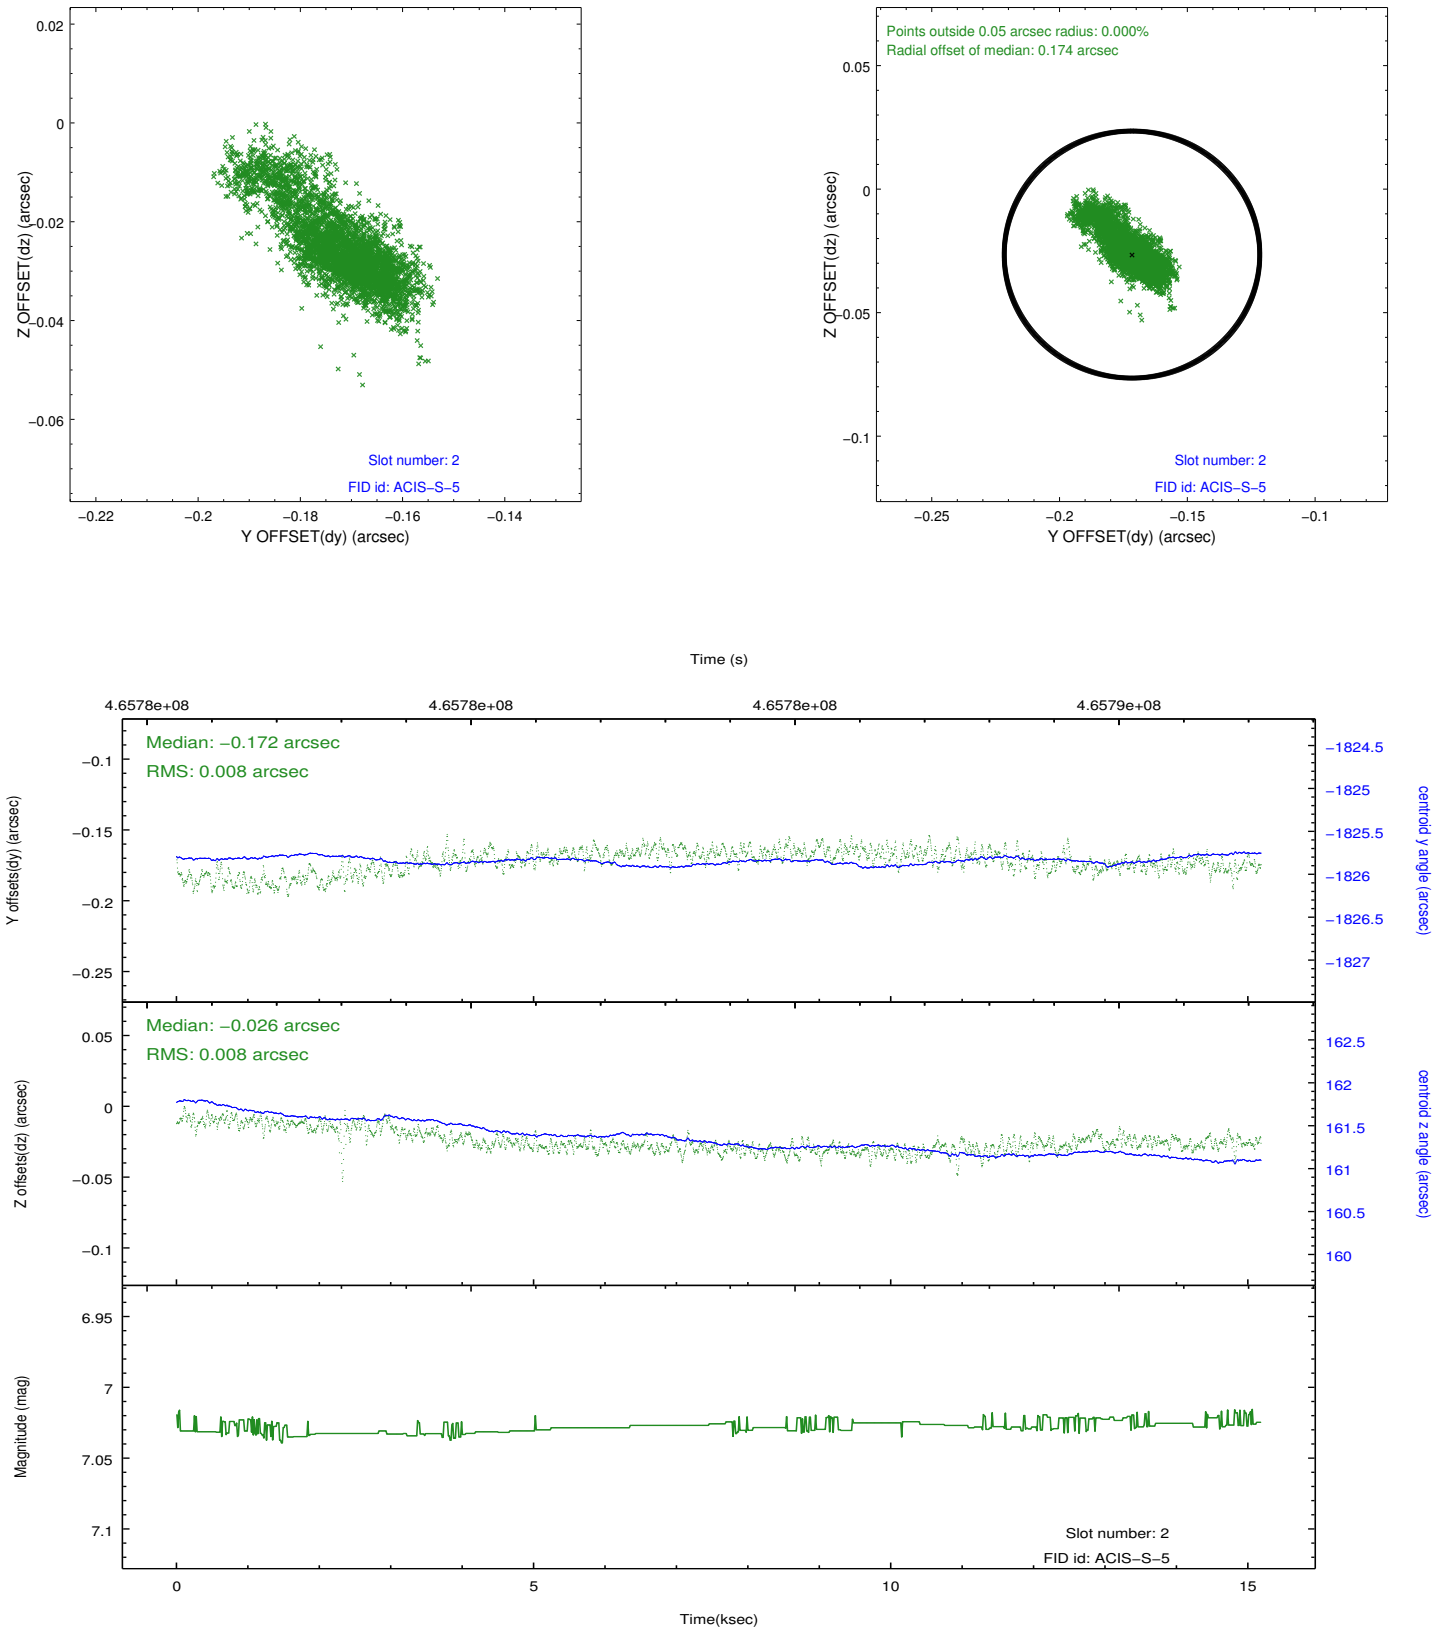 0.02
0
−0.02
−0.04
−0.06
Z OFFSET(dz) (arcsec)
Slot number: 2
FID id: ACIS−S−5
−0.22
−0.2
−0.18
−0.16
−0.14
Y OFFSET(dy) (arcsec)
Points outside 0.05 arcsec radius: 0.000%
Radial offset of median: 0.174 arcsec
0.05
0
−0.05
−0.1
Z OFFSET(dz) (arcsec)
Slot number: 2
FID id: ACIS−S−5
−0.25
−0.2
−0.15
−0.1
Y OFFSET(dy) (arcsec)
Time (s)
4.6578e+08
4.6578e+08
4.6578e+08
4.6579e+08
Median: −0.172 arcsec
RMS: 0.008 arcsec
−0.1
−0.15
−0.2
−0.25
Y offsets(dy) (arcsec)
−1824.5
−1825
−1825.5
−1826
−1826.5
−1827
centroid y angle (arcsec)
Median: −0.026 arcsec
RMS: 0.008 arcsec
0.05
0
−0.05
−0.1
Z offsets(dz) (arcsec)
162.5
162
161.5
161
160.5
160
centroid z angle (arcsec)
6.95
7
7.05
7.1
Magnitude (mag)
Slot number: 2
FID id: ACIS−S−5
0
5
10
15
Time(ksec)